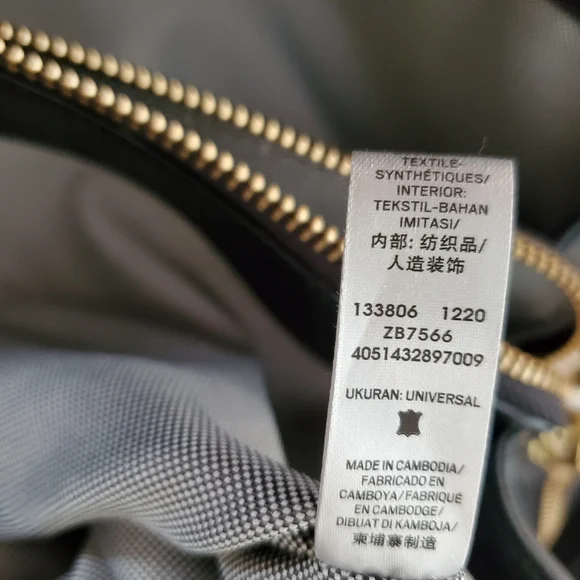 TEXTILE-
SYNTHÉTIQUES/
INTERIOR:
TEKSTIL-BAHAN
IMITASI/
内部: 纺织品/
人造装饰
133806 1220
ZB7566
4051432897009
UKURAN: UNIVERSAL
MADE IN CAMBODIA/
FABRICADO EN
CAMBOYA/FABRIQUÉ
EN CAMBODGE/
DIBUAT DI KAMBOJA/
柬埔寨制造